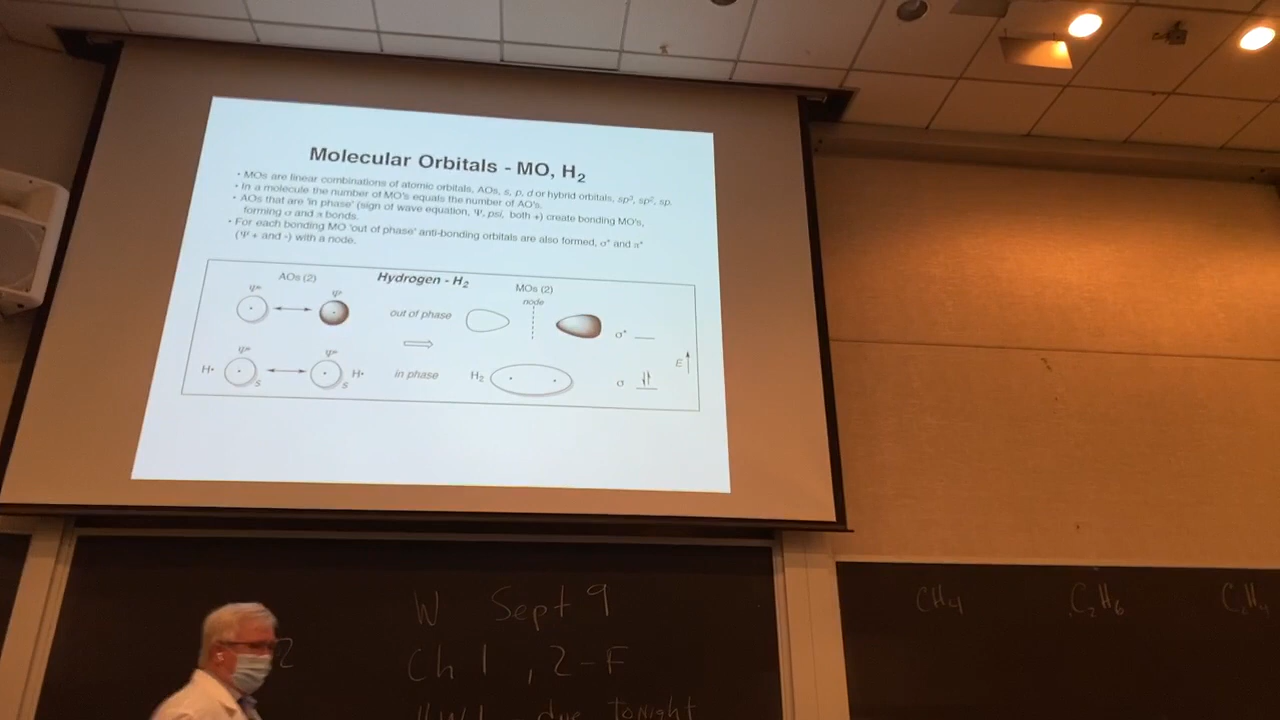 Molecular Orbitals - MO, H₂
• MOs are linear combinations of atomic orbitals, AOs, s, p, d or hybrid orbitals, sp³, sp², sp.
• In a molecule the number of MO's equals the number of AO's.
• AOs that are 'in phase' (sign of wave equation, Ψ, psi, both +) create bonding MO's,
forming σ and π bonds.
• For each bonding MO 'out of phase' anti-bonding orbitals are also formed, σ* and π*
(Ψ + and -) with a node.
AOs (2)
Hydrogen - H₂
MOs (2)
node
out of phase
σ*
E
H•
s
s
H•
in phase
H₂
σ
W Sept 9
Ch 1, 2-F
HW1 due tonight
2
CH4
C2H6